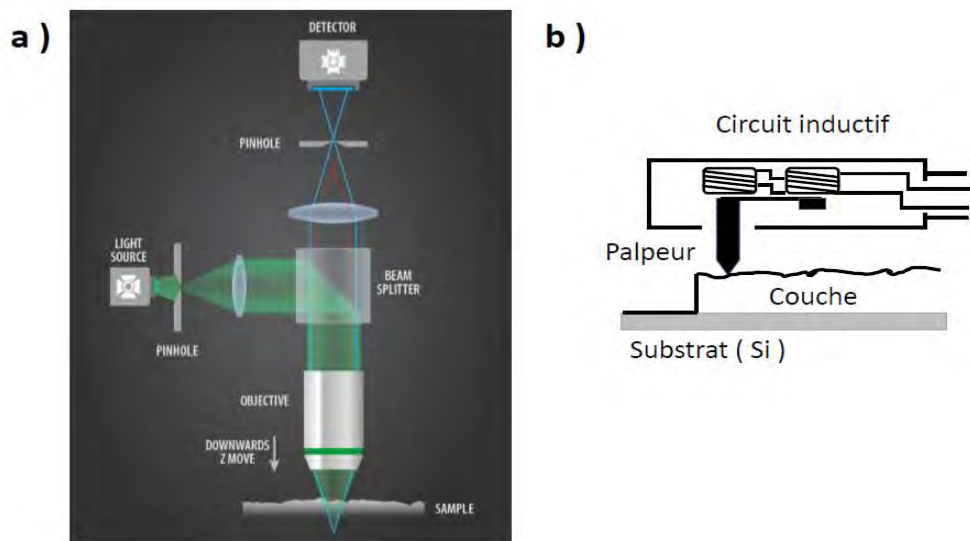 a )
DETECTOR
PINHOLE
LIGHT
SOURCE
BEAM
SPLITTER
PINHOLE
OBJECTIVE
DOWNWARDS
Z MOVE
SAMPLE
b )
Circuit inductif
Palpeur
Couche
Substrat ( Si )